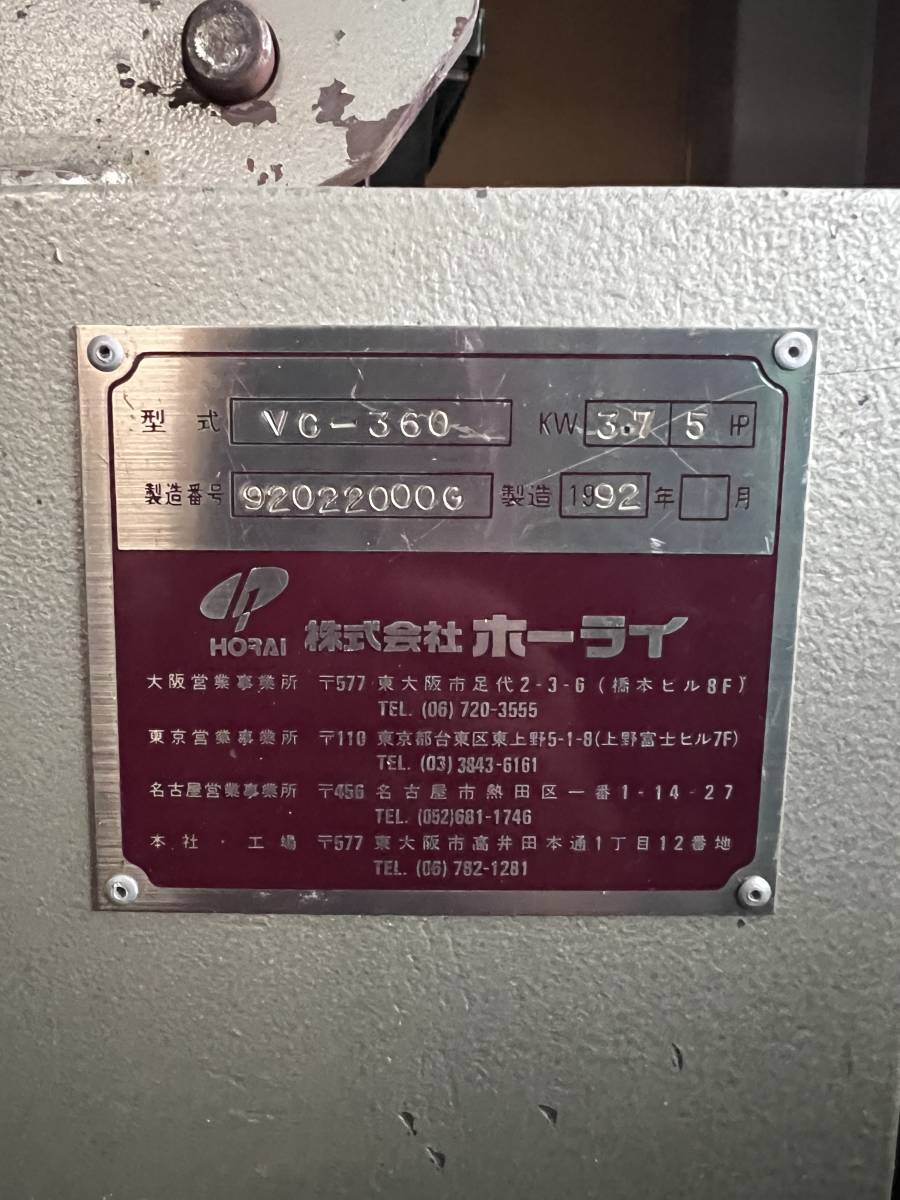 型式 VC-360 KW 3.7 5 HP
製造番号 92022000G 製造 1992年 月
HORAI 株式会社 ホーライ
大阪営業事業所 〒577 東大阪市足代2-3-6(橋本ビル8F)
TEL. (06) 720-3555
東京営業事業所 〒110 東京都台東区東上野5-1-8(上野富士ビル7F)
TEL. (03) 3843-6161
名古屋営業事業所 〒456 名古屋市熱田区一番1-14-27
TEL. (052)681-1746
本社・工場 〒577 東大阪市高井田本通1丁目12番地
TEL. (06) 782-1281